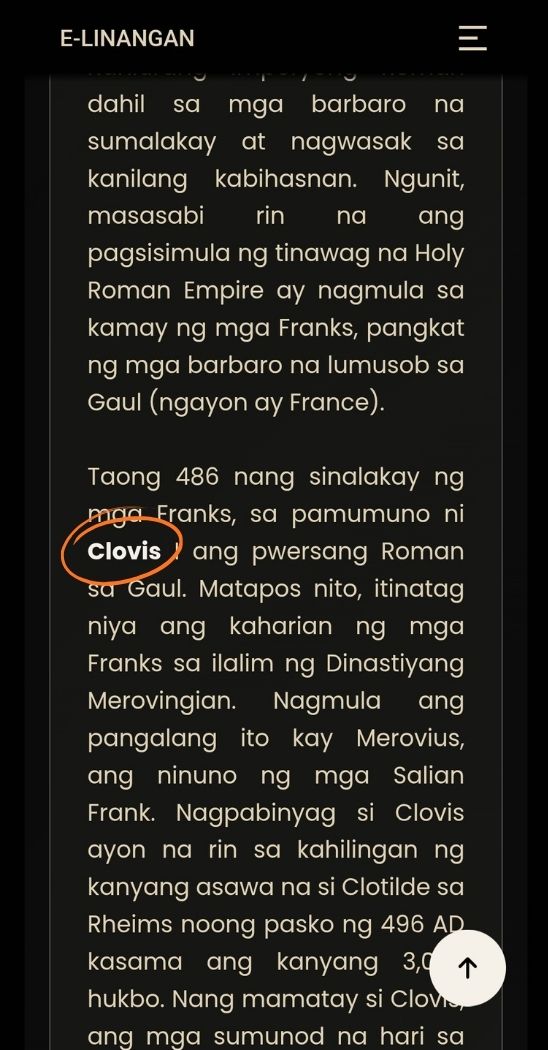 E-LINANGAN
dahil sa mga barbaro na
sumalakay at nagwasak sa
kanilang kabihasnan. Ngunit,
masasabi rin na ang
pagsisimula ng tinawag na Holy
Roman Empire ay nagmula sa
kamay ng mga Franks, pangkat
ng mga barbaro na lumusob sa
Gaul (ngayon ay France).
Taong 486 nang sinalakay ng
mga Franks, sa pamumuno ni
Clovis I ang pwersang Roman
sa Gaul. Matapos nito, itinatag
niya ang kaharian ng mga
Franks sa ilalim ng Dinastiyang
Merovingian. Nagmula ang
pangalang ito kay Merovius,
ang ninuno ng mga Salian
Frank. Nagpabinyag si Clovis
ayon na rin sa kahilingan ng
kanyang asawa na si Clotilde sa
Rheims noong pasko ng 496 AD
kasama ang kanyang
hukbo. Nang mamatay si Clovis,
ang mga sumunod na hari sa